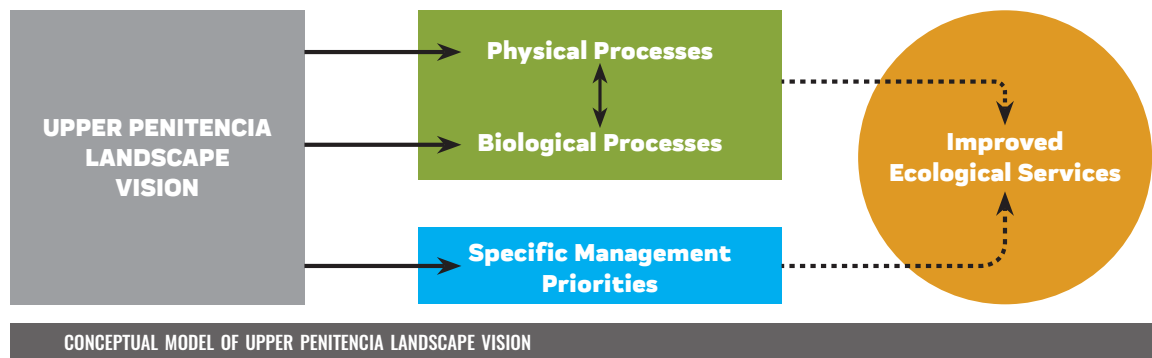 UPPER PENITENCIA
LANDSCAPE
VISION
Physical Processes
Biological Processes
Specific Management
Priorities
Improved
Ecological Services
CONCEPTUAL MODEL OF UPPER PENITENCIA LANDSCAPE VISION